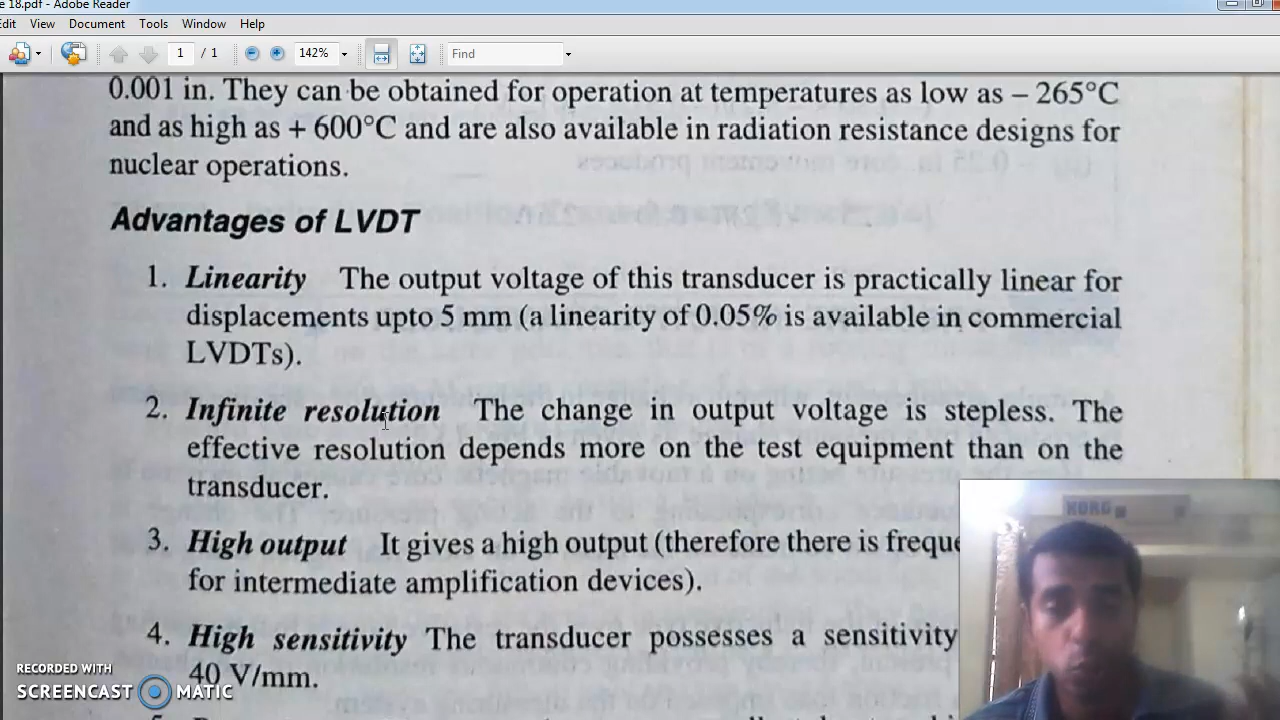 e 18.pdf - Adobe Reader
Edit View Document Tools Window Help
1 / 1 142% Find
0.001 in. They can be obtained for operation at temperatures as low as – 265°C
and as high as + 600°C and are also available in radiation resistance designs for
nuclear operations.
Advantages of LVDT
1. Linearity The output voltage of this transducer is practically linear for
displacements upto 5 mm (a linearity of 0.05% is available in commercial
LVDTs).
2. Infinite resolution The change in output voltage is stepless. The
effective resolution depends more on the test equipment than on the
transducer.
3. High output It gives a high output (therefore there is freque
for intermediate amplification devices).
4. High sensitivity The transducer possesses a sensitivity
40 V/mm.
KORG
RECORDED WITH
SCREENCAST MATIC